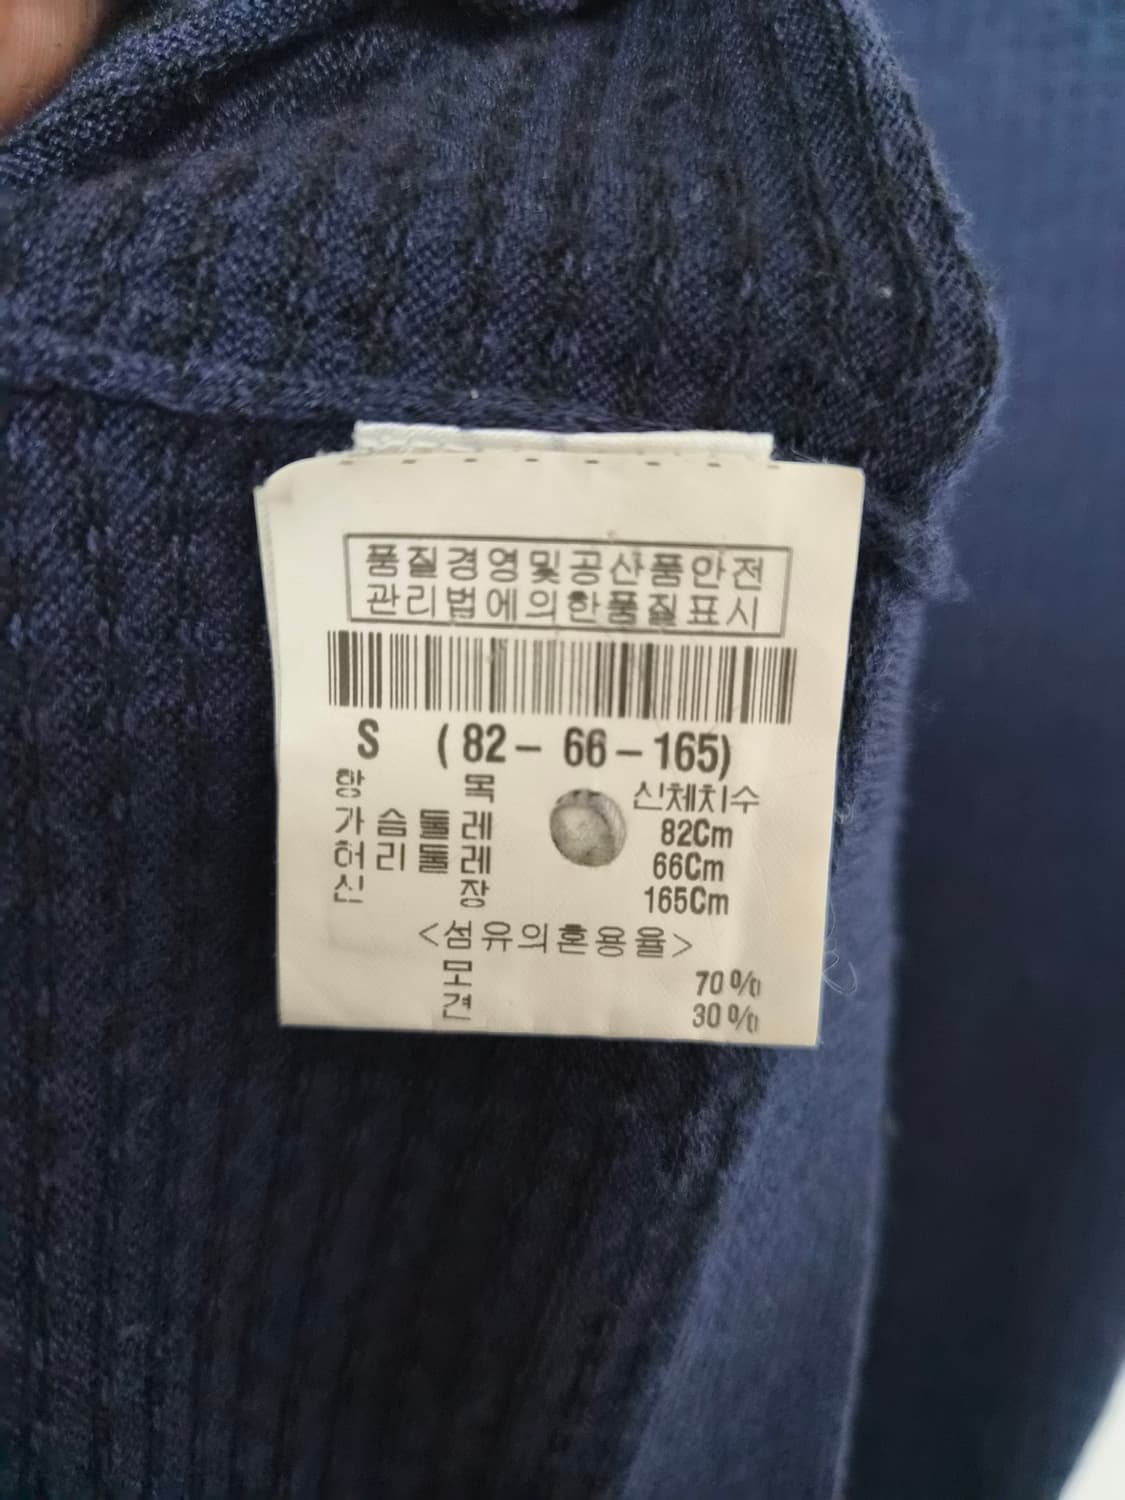 품질경영및공산품안전
관리법에의한품질표시
S ( 82 - 66 - 165)
항 목 신체치수
가슴둘레 82Cm
허리둘레 66Cm
신 장 165Cm
<섬유의혼용율>
모 70%
견 30%